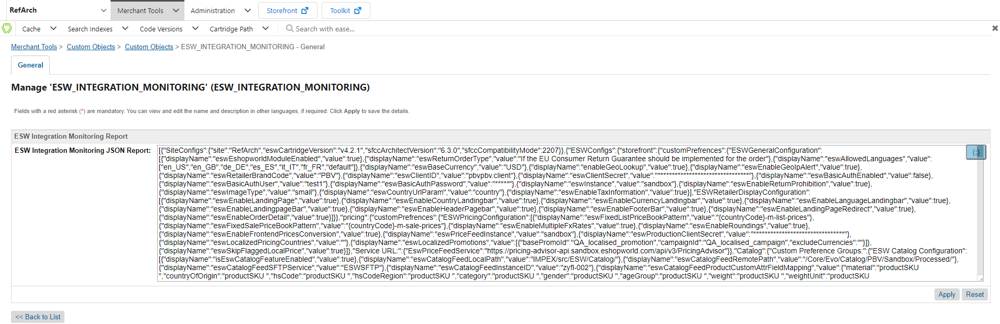 RefArch
Merchant Tools
Administration
Storefront
Toolkit
Cache
Search Indexes
Code Versions
Cartridge Path
Search with ease...
Merchant Tools > Custom Objects > Custom Objects > ESW_INTEGRATION_MONITORING - General
General
Manage 'ESW_INTEGRATION_MONITORING' (ESW_INTEGRATION_MONITORING)
Fields with a red asterisk (*) are mandatory. You can view and edit the name and description in other languages, if required. Click Apply to save the details.
ESW Integration Monitoring Report
ESW Integration Monitoring JSON Report:
[{"SiteConfigs":{"site":"RefArch","eswCartridgeVersion":"v4.2.1","sfccArchitectVersion":"6.3.0","sfccCompatibilityMode":2207}},{"ESWConfigs":{"storefront":{"customPrefrences":{"ESWGeneralConfiguration":
[{"displayName":"eswEshopworldModuleEnabled","value":true},{"displayName":"eswReturnOrderType","value":"If the EU Consumer Return Guarantee should be implemented for the order"},{"displayName":"eswAllowedLanguages","value":
["en_US","en_GB","de_DE","es_ES","it_IT","fr_FR","default"]},{"displayName":"eswBaseCurrency","value":"USD"},{"displayName":"enableGeoLookup","value":true},{"displayName":"eswEnableGeoIpAlert","value":true},
{"displayName":"eswRetailerBrandCode","value":"PBV"},{"displayName":"eswClientID","value":"pbvpbv.client"},{"displayName":"eswClientSecret","value":"********************************"},{"displayName":"eswBasicAuthEnabled","value":false},
{"displayName":"eswBasicAuthUser","value":"test1"},{"displayName":"eswBasicAuthPassword","value":"*****"},{"displayName":"eswInstance","value":"sandbox"},{"displayName":"eswEnableReturnProhibition","value":true},
{"displayName":"eswImageType","value":"small"},{"displayName":"eswCountryUrlParam","value":"country"},{"displayName":"eswEnableTaxInformation","value":true}],"ESWRetailerDisplayConfiguration":
[{"displayName":"eswEnableLandingPage","value":true},{"displayName":"eswEnableCountryLandingbar","value":true},{"displayName":"eswEnableCurrencyLandingbar","value":true},{"displayName":"eswEnableLanguageLandingbar","value":true},
{"displayName":"eswEnableLandingpageBar","value":true},{"displayName":"eswEnableHeaderPagebar","value":true},{"displayName":"eswEnableFooterBar","value":true},{"displayName":"eswEnableLandingPageRedirect","value":true},
{"displayName":"eswEnableOrderDetail","value":true}]}},"pricing":{"customPrefrences":{"ESWPricingConfiguration":[{"displayName":"eswFixedListPriceBookPattern","value":"{countryCode}-m-list-prices"},
{"displayName":"eswFixedSalePriceBookPattern","value":"{countryCode}-m-sale-prices"},{"displayName":"eswEnableMultipleFxRates","value":true},{"displayName":"eswEnableRoundings","value":true},
{"displayName":"eswEnableFrontendPricesConversion","value":true},{"displayName":"eswPriceFeedInstance","value":"sandbox"},{"displayName":"eswProductionClientSecret","value":"********************************"},
{"displayName":"eswLocalizedPricingCountries","value":""},{"displayName":"eswLocalizedPromotions","value":[{"basePromoId":"QA_localised_promotion","campaignId":"QA_localised_campaign","excludeCurrencies":""}]},
{"displayName":"eswSkipFlaggedLocalPrice","value":true}]},"Service URL:":{"EswPriceFeedService":"https://pricing-advisor-api.sandbox.eshopworld.com/api/v3/PricingAdvisor"}},"Catalog":{"Custom Preference Groups:":{"ESW Catalog Configuration":
[{"displayName":"isEswCatalogFeatureEnabled","value":true},{"displayName":"eswCatalogFeedLocalPath","value":"IMPEX/src/ESW/Catalog/"},{"displayName":"eswCatalogFeedRemotePath","value":"/Core/Evo/Catalog/PBV/Sandbox/Processed/"},
{"displayName":"eswCatalogFeedSFTPService","value":"ESWSFTP"},{"displayName":"eswCatalogFeedInstanceID","value":"zyfl-002"},{"displayName":"eswCatalogFeedProductCustomAttrFieldMapping","value":{"material":"productSKU
","countryOfOrigin":"productSKU ","hsCode":"productSKU ","hsCodeRegion":"productSKU ","category":"productSKU ","gender":"productSKU ","ageGroup":"productSKU ","weight":"productSKU ","weightUnit":"productSKU
{;}
Apply
Reset
<< Back to List